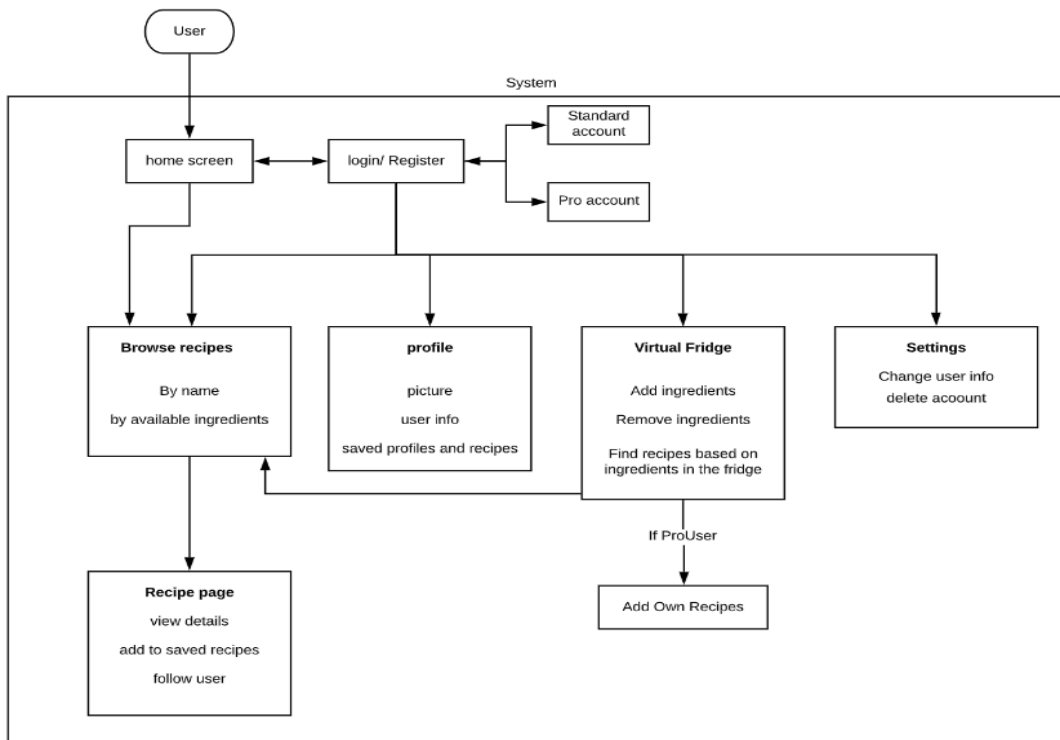 User
System
Standard
account
home screen
login/ Register
Pro account
Browse recipes
By name
by available ingredients
profile
picture
user info
saved profiles and recipes
Virtual Fridge
Add ingredients
Remove ingredients
Find recipes based on
ingredients in the fridge
Settings
Change user info
delete acoount
If ProUser
Add Own Recipes
Recipe page
view details
add to saved recipes
follow user